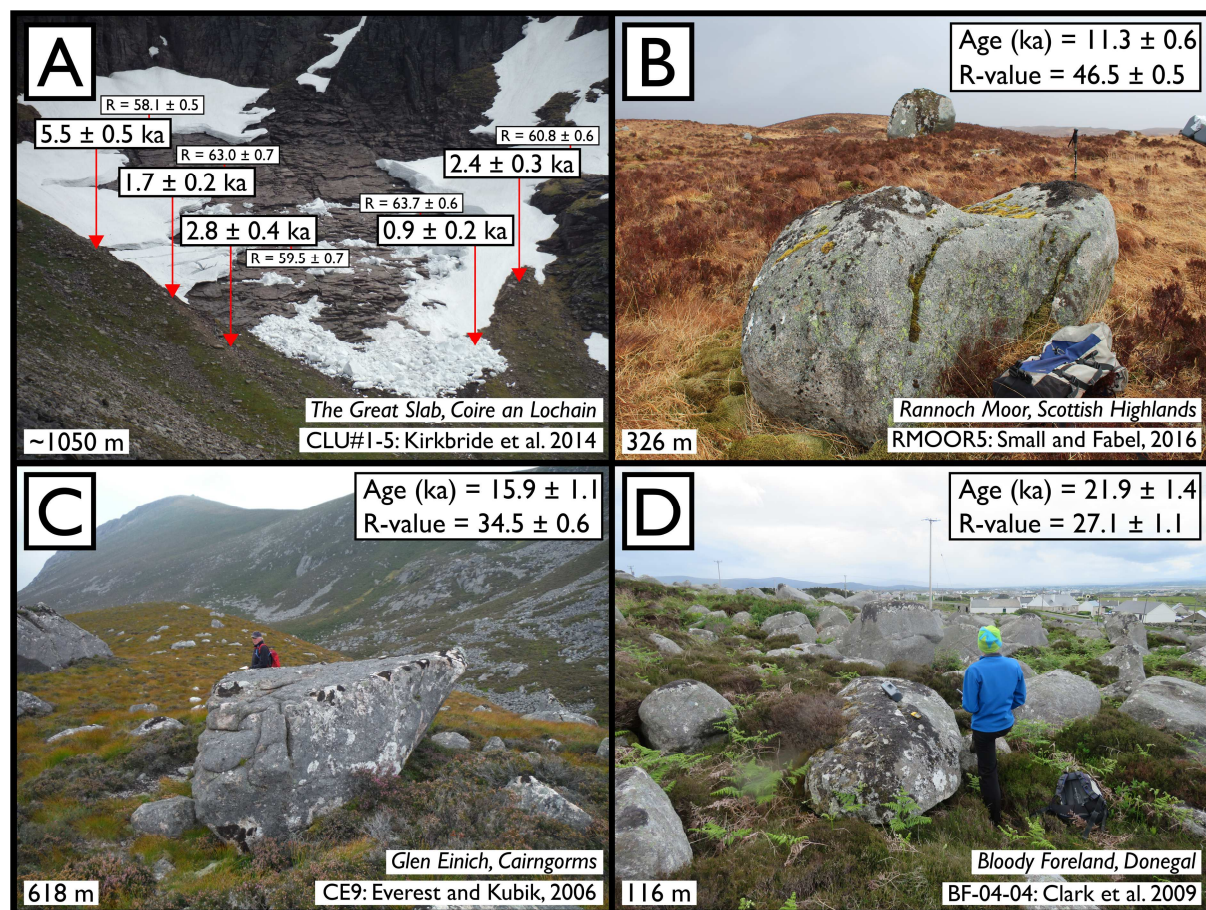 A
R = 58.1 ± 0.5
5.5 ± 0.5 ka
R = 63.0 ± 0.7
1.7 ± 0.2 ka
2.8 ± 0.4 ka
R = 59.5 ± 0.7
R = 60.8 ± 0.6
2.4 ± 0.3 ka
R = 63.7 ± 0.6
0.9 ± 0.2 ka
The Great Slab, Coire an Lochain
~1050 m
CLU#1-5: Kirkbride et al. 2014
B
Age (ka) = 11.3 ± 0.6
R-value = 46.5 ± 0.5
Rannoch Moor, Scottish Highlands
326 m
RMOOR5: Small and Fabel, 2016
C
Age (ka) = 15.9 ± 1.1
R-value = 34.5 ± 0.6
Glen Einich, Cairngorms
618 m
CE9: Everest and Kubik, 2006
D
Age (ka) = 21.9 ± 1.4
R-value = 27.1 ± 1.1
Bloody Foreland, Donegal
116 m
BF-04-04: Clark et al. 2009